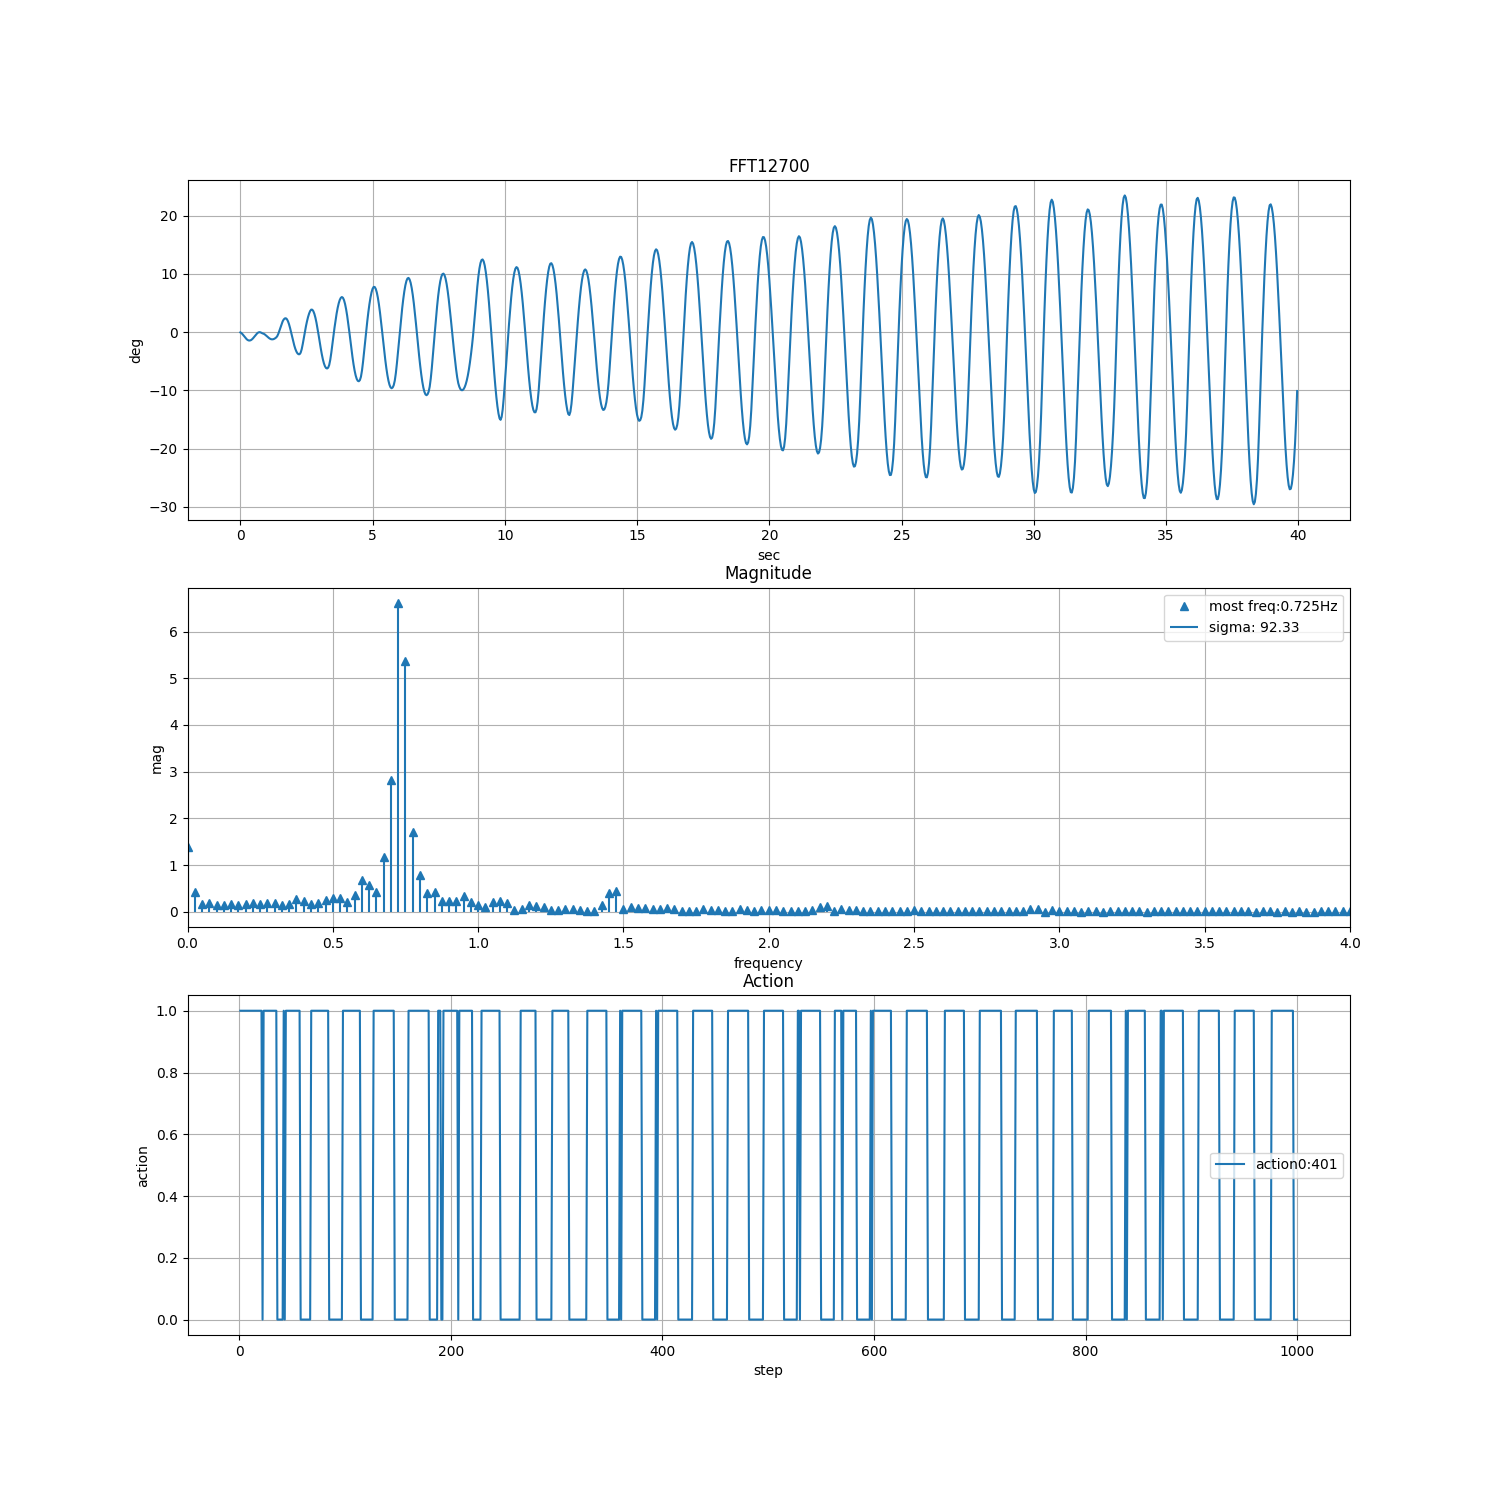 FFT12700
20
10
0
−10
−20
−30
deg
0 5 10 15 20 25 30 35 40
sec
Magnitude
most freq:0.725Hz
sigma: 92.33
6
5
4
3
2
1
0
mag
0.0 0.5 1.0 1.5 2.0 2.5 3.0 3.5 4.0
frequency
Action
1.0
0.8
0.6
0.4
0.2
0.0
action
action0:401
0 200 400 600 800 1000
step